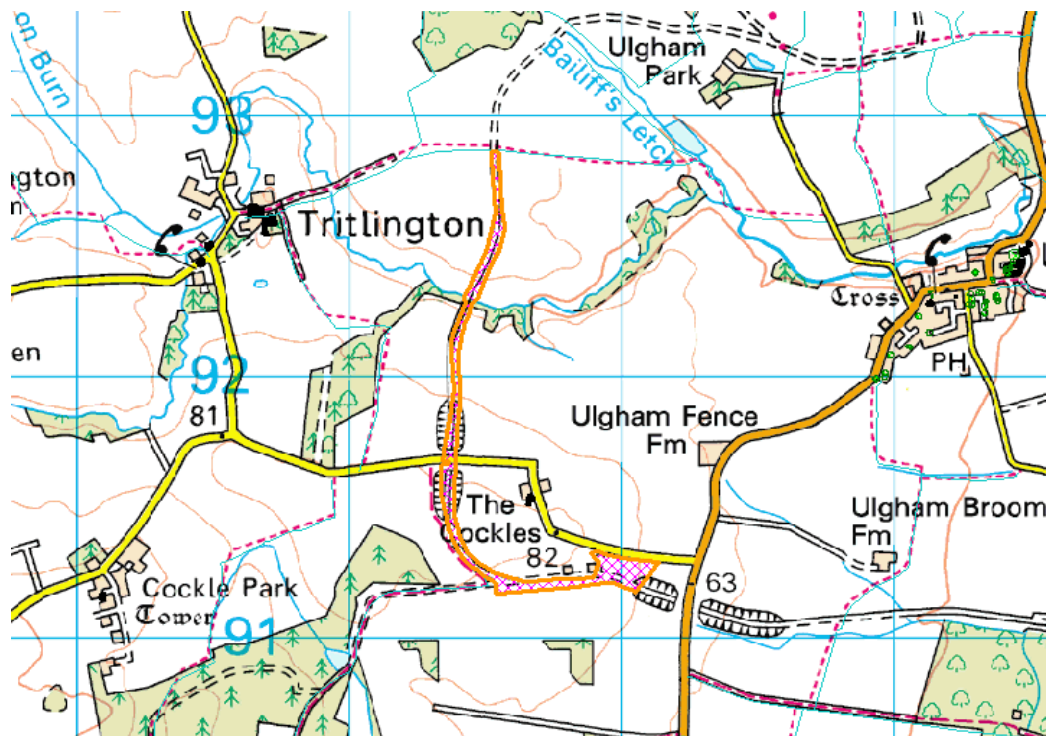 on Burn
Bailiff's Letch
Ulgham
Park
93
gton
n
Tritlington
Cross
en
92
PH
81
Ulgham Fence
Fm
The
Cockles
82
Ulgham Broom
Fm
63
Cockle Park
Tower
91